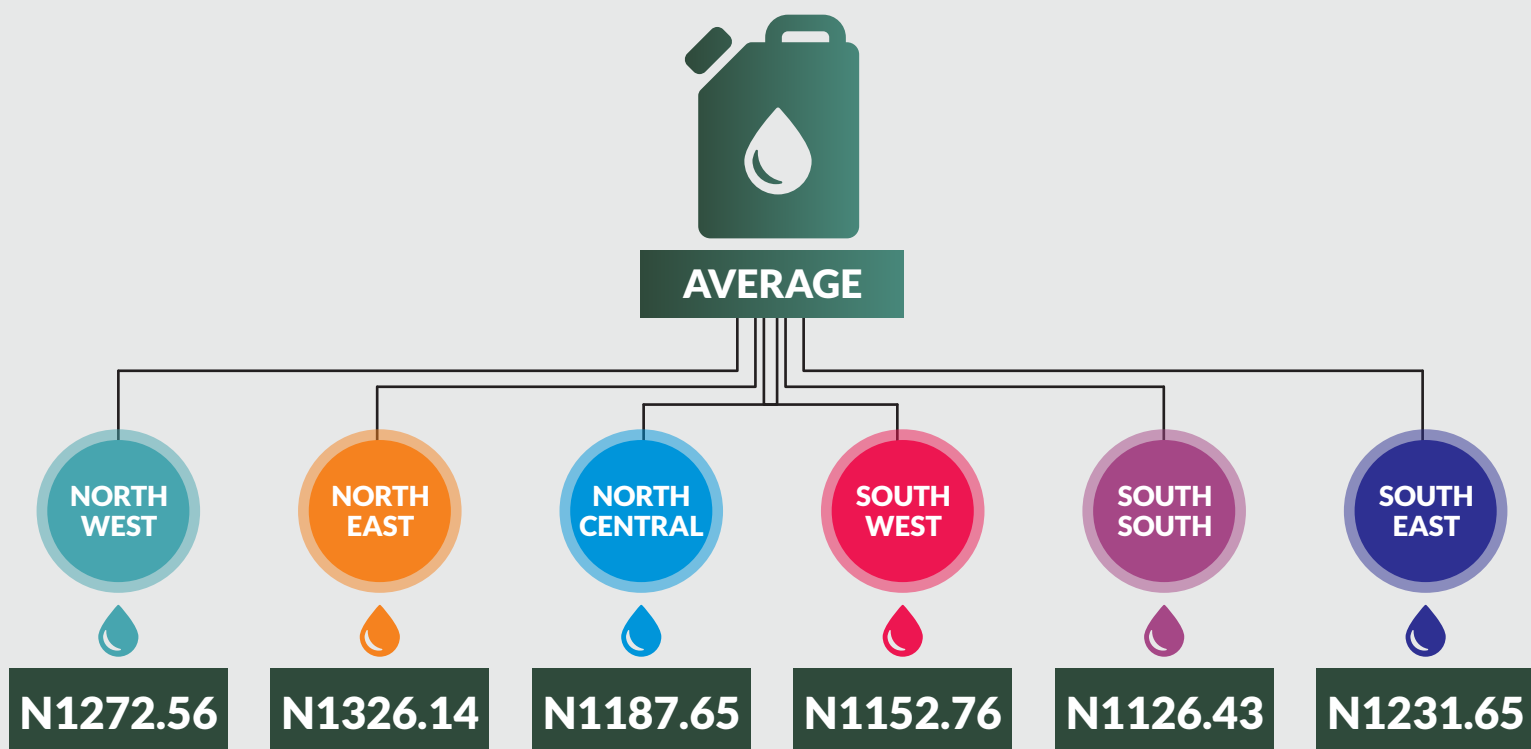 AVERAGE
NORTH
WEST
NORTH
EAST
NORTH
CENTRAL
SOUTH
WEST
SOUTH
SOUTH
SOUTH
EAST
N1272.56
N1326.14
N1187.65
N1152.76
N1126.43
N1231.65